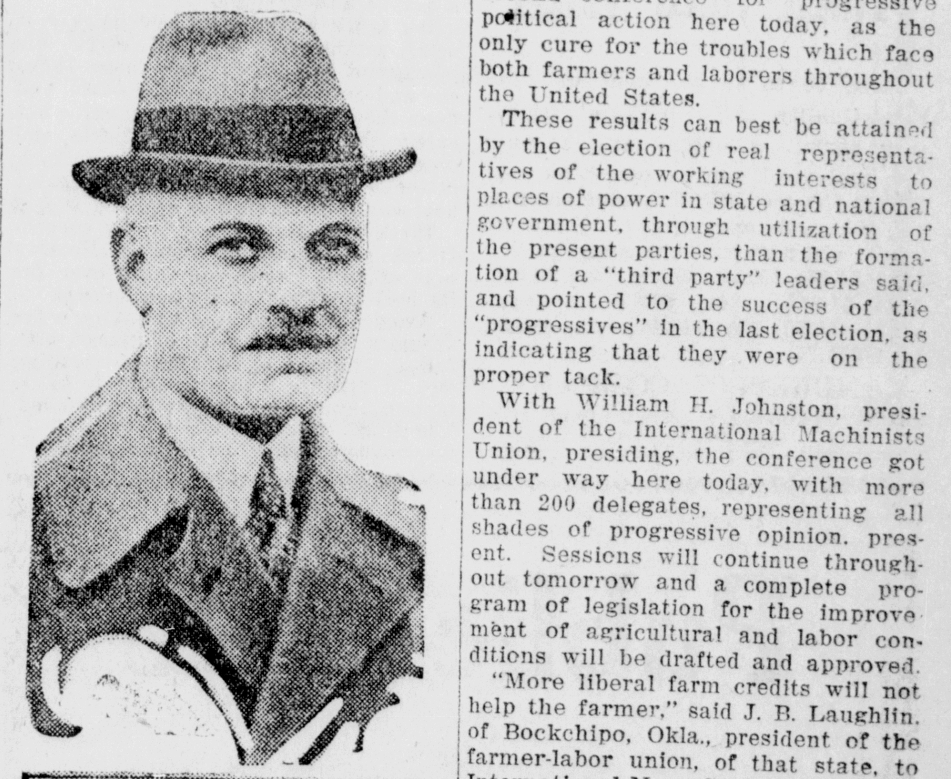 conference for progressive
political action here today, as the
only cure for the troubles which face
both farmers and laborers throughout
the United States.
These results can best be attained
by the election of real representa-
tives of the working interests to
places of power in state and national
government, through utilization of
the present parties, than the forma-
tion of a "third party" leaders said,
and pointed to the success of the
"progressives" in the last election, as
indicating that they were on the
proper tack.
With William H. Johnston, presi-
dent of the International Machinists
Union, presiding, the conference got
under way here today, with more
than 200 delegates, representing all
shades of progressive opinion, pres-
ent. Sessions will continue through-
out tomorrow and a complete pro-
gram of legislation for the improve-
ment of agricultural and labor con-
ditions will be drafted and approved.
"More liberal farm credits will not
help the farmer," said J. B. Laughlin,
of Bockchipo, Okla., president of the
farmer-labor union, of that state, to